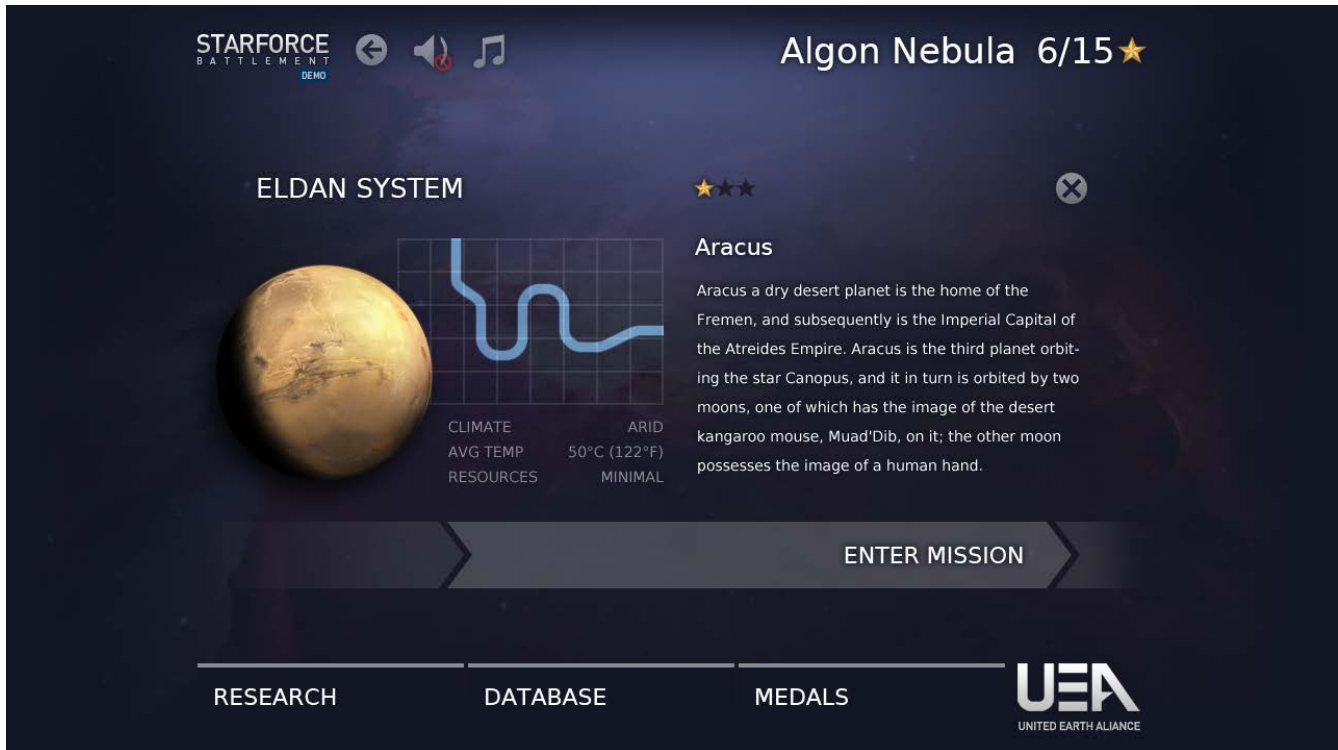 STARFORCE
BATTLEMENT
DEMO
Algon Nebula 6/15
ELDAN SYSTEM
Aracus
Aracus a dry desert planet is the home of the
Fremen, and subsequently is the Imperial Capital of
the Atreides Empire. Aracus is the third planet orbit-
ing the star Canopus, and it in turn is orbited by two
moons, one of which has the image of the desert
kangaroo mouse, Muad'Dib, on it; the other moon
possesses the image of a human hand.
CLIMATE ARID
AVG TEMP 50°C (122°F)
RESOURCES MINIMAL
ENTER MISSION
RESEARCH
DATABASE
MEDALS
UEA
UNITED EARTH ALIANCE